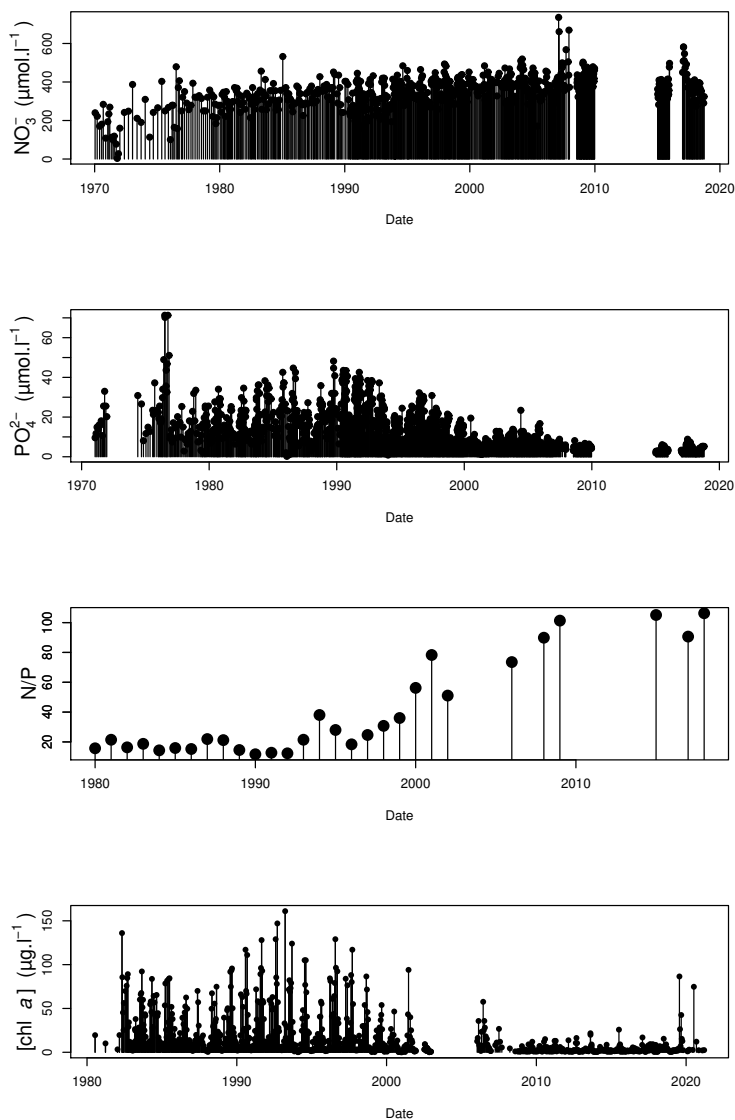 NO₃⁻ (µmol.l⁻¹)
0 200 400 600
1970 1980 1990 2000 2010 2020
Date
PO₄²⁻ (µmol.l⁻¹)
0 20 40 60
1970 1980 1990 2000 2010 2020
Date
N/P
20 40 60 80 100
1980 1990 2000 2010
Date
[chl a] (µg.l⁻¹)
0 50 100 150
1980 1990 2000 2010 2020
Date